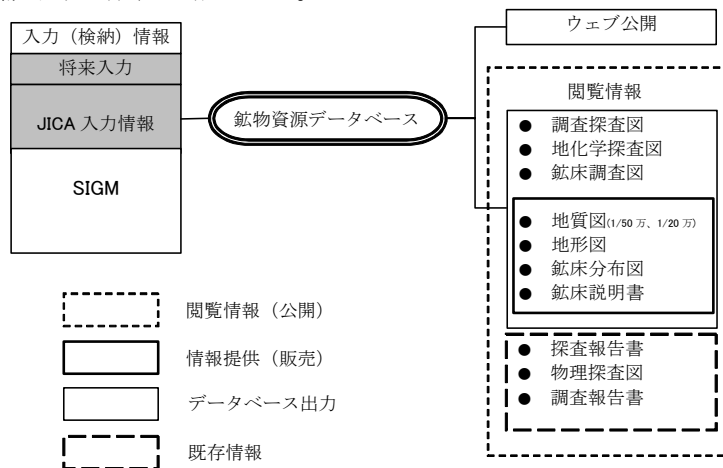 入力（検納）情報
将来入力
JICA 入力情報
SIGM
鉱物資源データベース
ウェブ公開
閲覧情報
● 調査探査図
● 地化学探査図
● 鉱床調査図
● 地質図(1/50 万、1/20 万)
● 地形図
● 鉱床分布図
● 鉱床説明書
● 探査報告書
● 物理探査図
● 調査報告書
閲覧情報（公開）
情報提供（販売）
データベース出力
既存情報